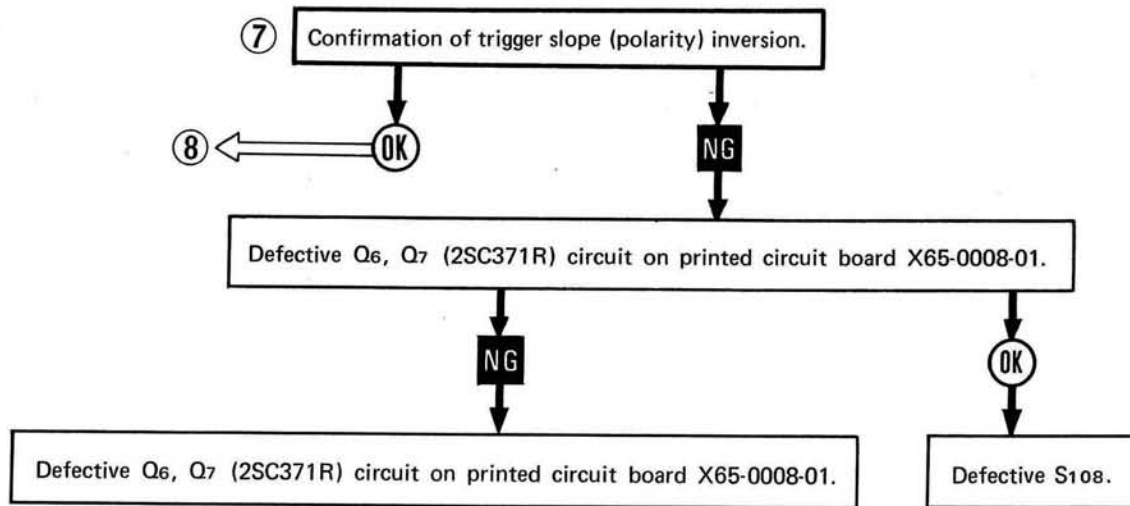 ⑦ Confirmation of trigger slope (polarity) inversion.
⑧ OK NG
Defective Q6, Q7 (2SC371R) circuit on printed circuit board X65-0008-01.
NG OK
Defective Q6, Q7 (2SC371R) circuit on printed circuit board X65-0008-01.
Defective S108.